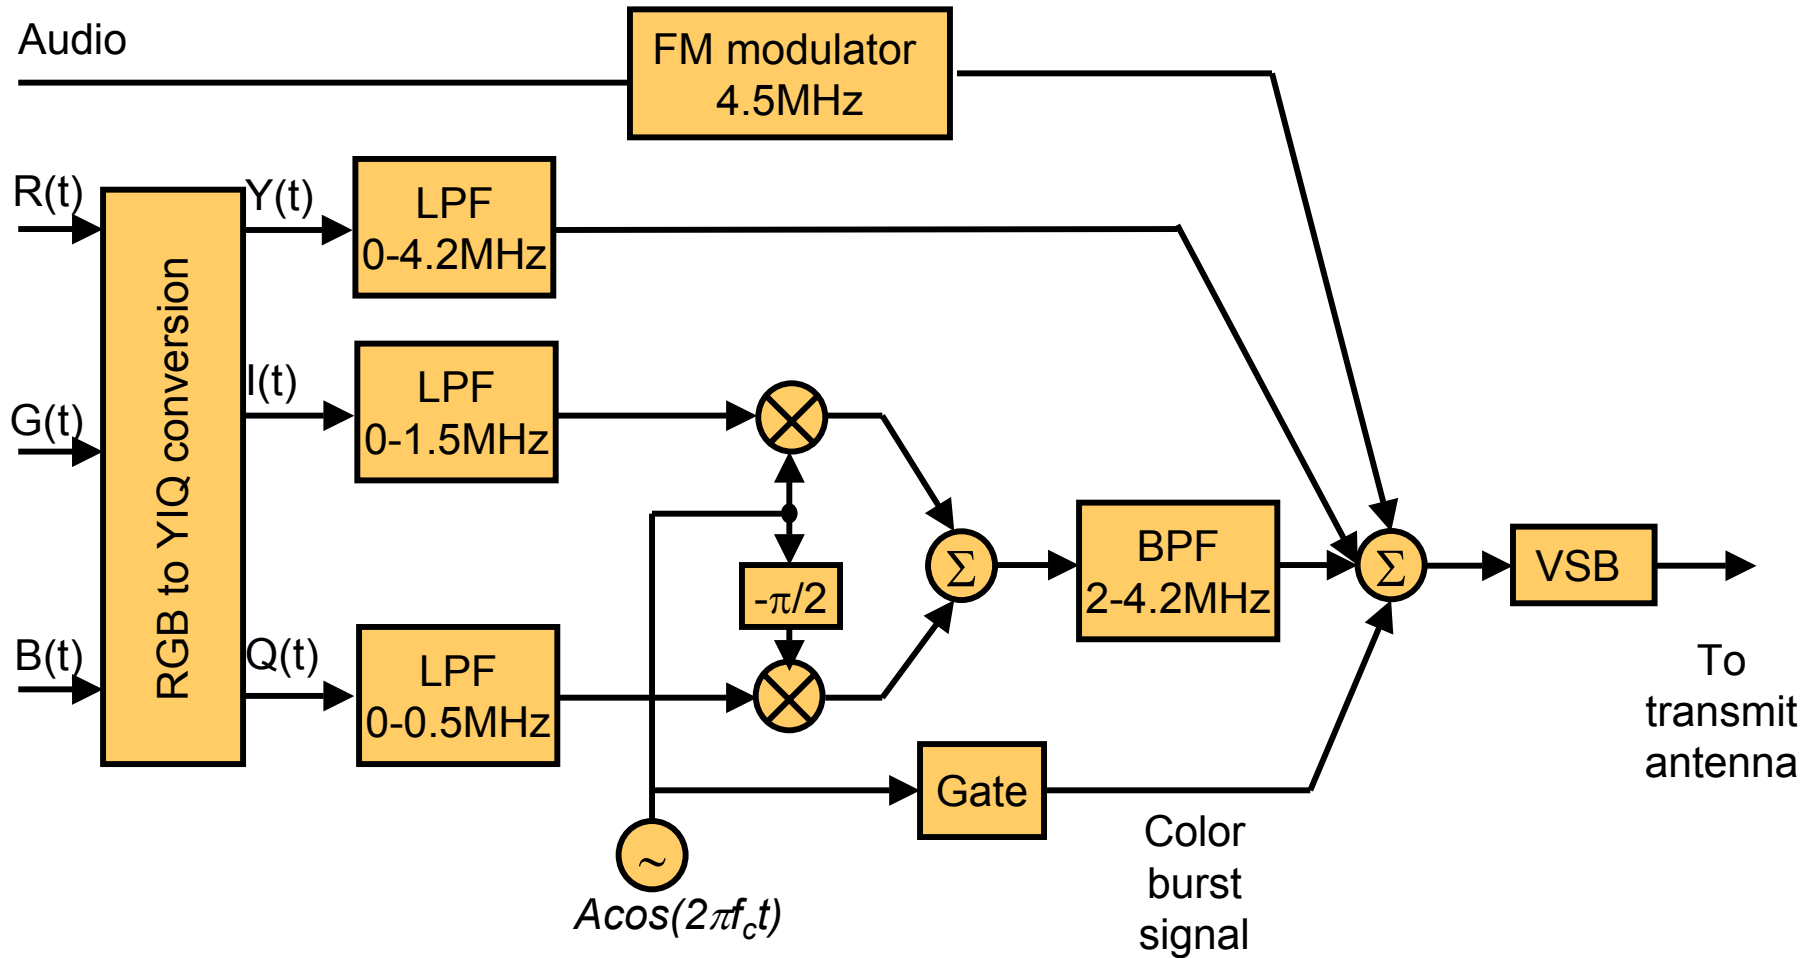 Audio
FM modulator
4.5MHz
R(t)
Y(t)
LPF
0-4.2MHz
RGB to YIQ conversion
G(t)
I(t)
LPF
0-1.5MHz
Σ
BPF
2-4.2MHz
Σ
VSB
-π/2
B(t)
Q(t)
LPF
0-0.5MHz
To
transmit
antenna
Gate
Color
burst
signal
~
Acos(2πf_ct)